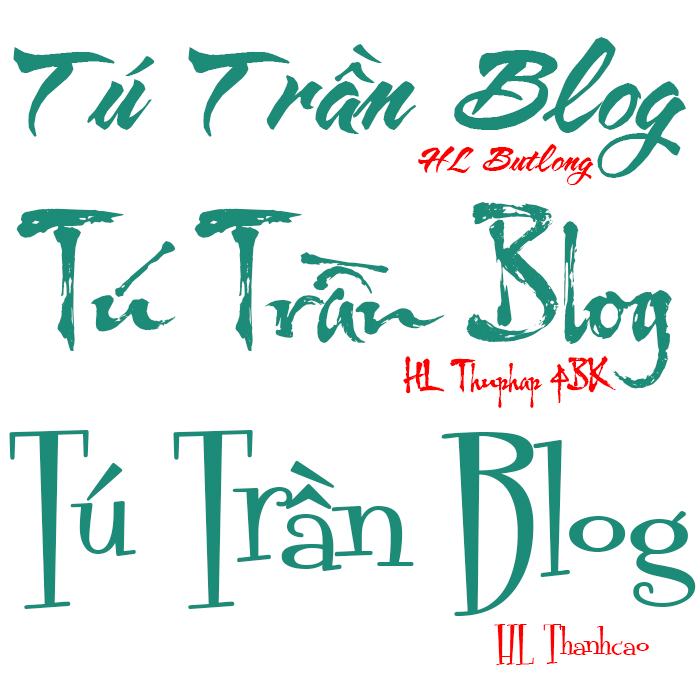 Tú Trần Blog
HL Butlong
Tú Trần Blog
HL Thuphap 4BK
Tú Trần Blog
HL Thanhcao